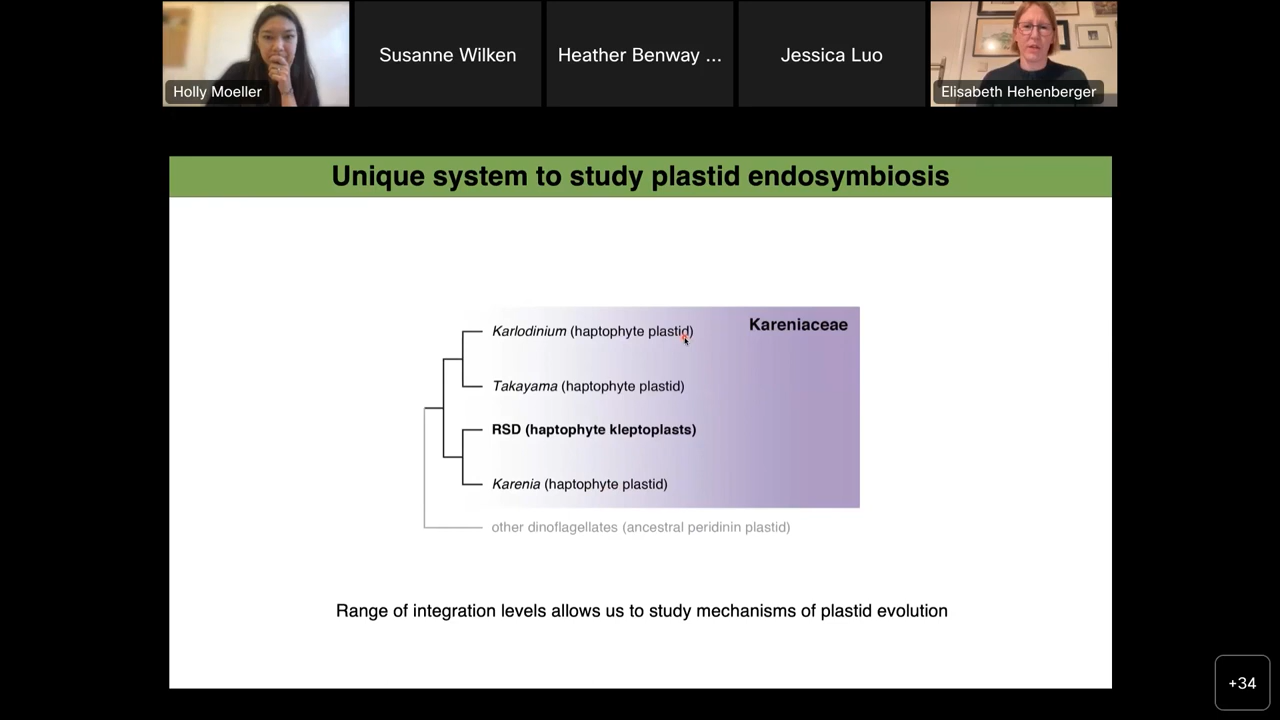 Holly Moeller
Susanne Wilken
Heather Benway ...
Jessica Luo
Elisabeth Hehenberger
Unique system to study plastid endosymbiosis
Kareniaceae
Karlodinium (haptophyte plastid)
Takayama (haptophyte plastid)
RSD (haptophyte kleptoplasts)
Karenia (haptophyte plastid)
other dinoflagellates (ancestral peridinin plastid)
Range of integration levels allows us to study mechanisms of plastid evolution
+34